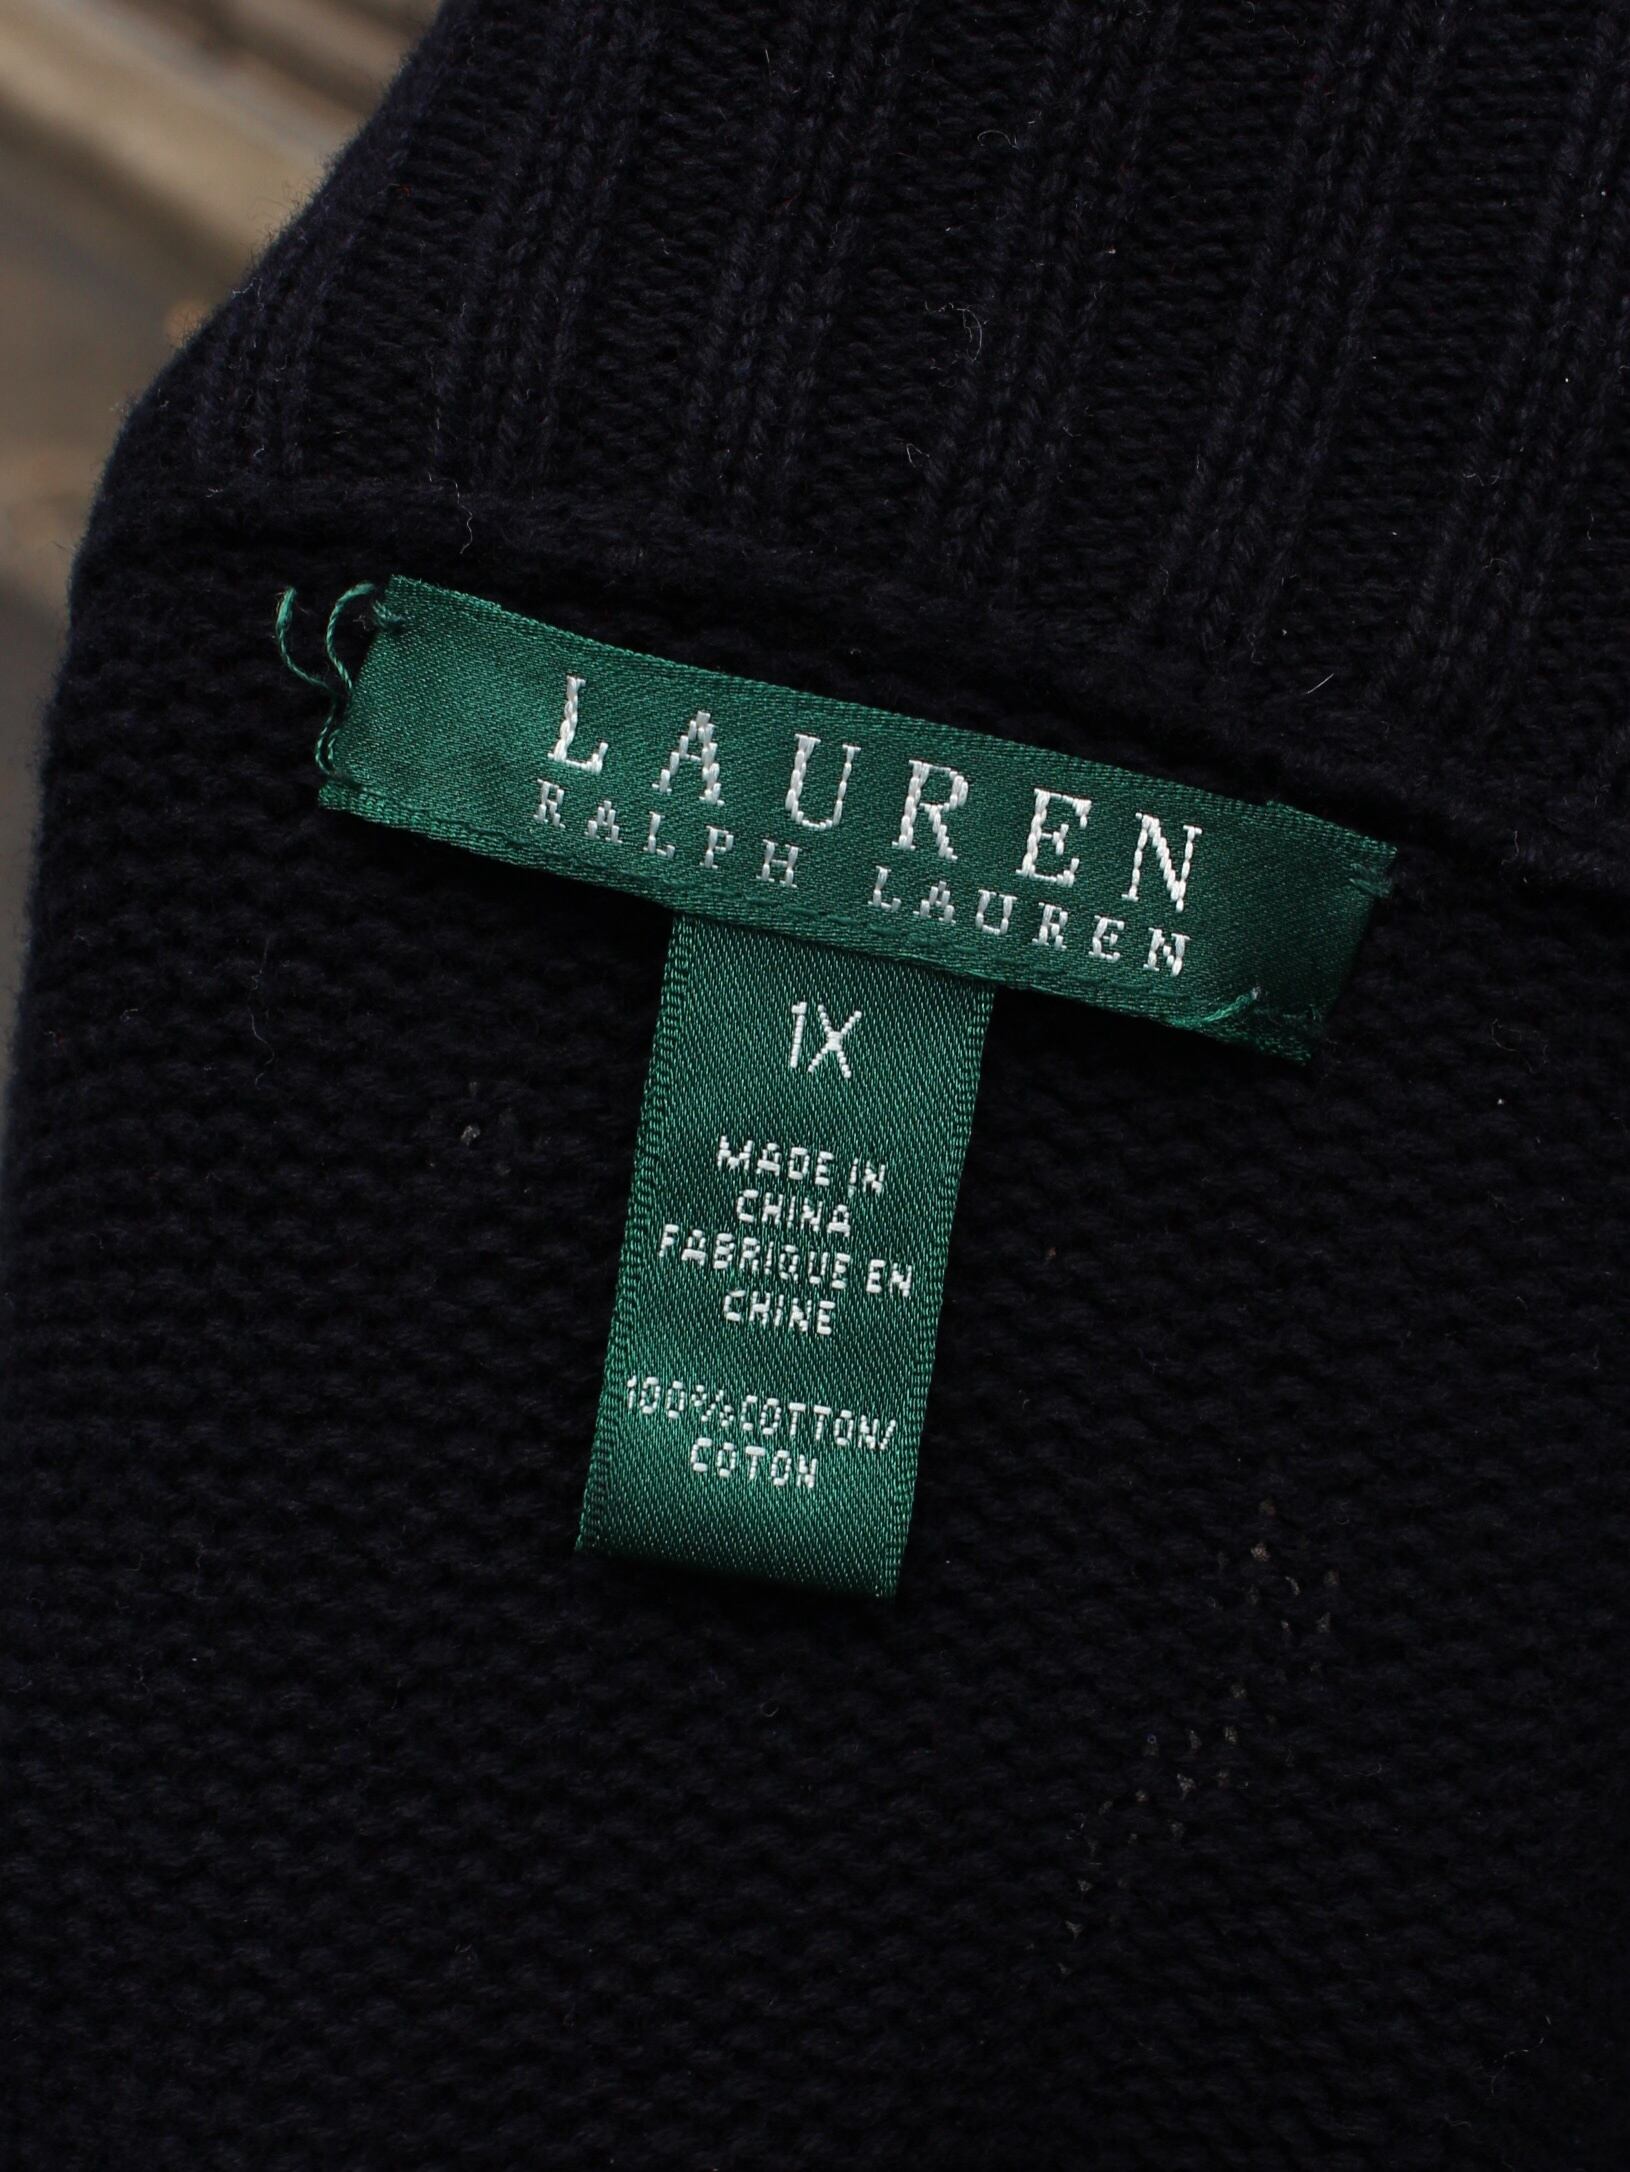 LAUREN
RALPH LAUREN
1X
MADE IN
CHINA
FABRIQUE EN
CHINE
100%COTTON/
COTON